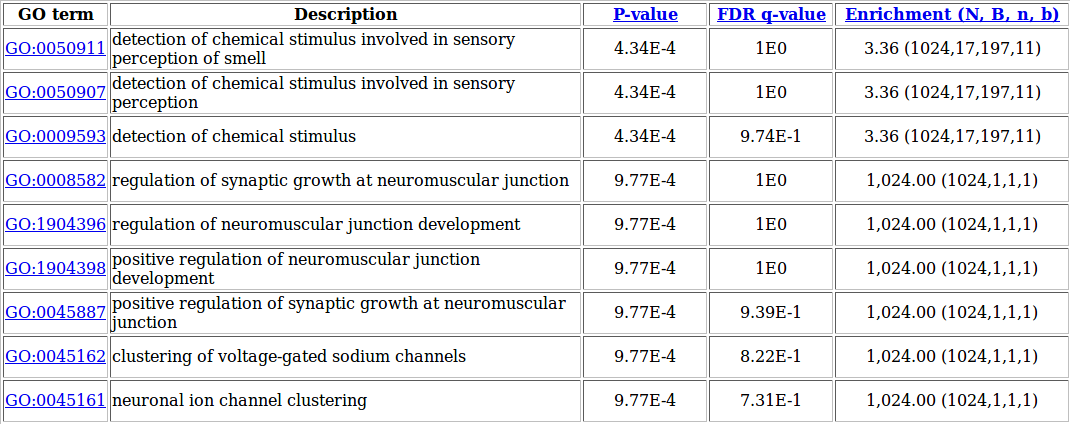 GO term Description P-value FDR q-value Enrichment (N, B, n, b)
GO:0050911 detection of chemical stimulus involved in sensory perception of smell 4.34E-4 1E0 3.36 (1024,17,197,11)
GO:0050907 detection of chemical stimulus involved in sensory perception 4.34E-4 1E0 3.36 (1024,17,197,11)
GO:0009593 detection of chemical stimulus 4.34E-4 9.74E-1 3.36 (1024,17,197,11)
GO:0008582 regulation of synaptic growth at neuromuscular junction 9.77E-4 1E0 1,024.00 (1024,1,1,1)
GO:1904396 regulation of neuromuscular junction development 9.77E-4 1E0 1,024.00 (1024,1,1,1)
GO:1904398 positive regulation of neuromuscular junction development 9.77E-4 1E0 1,024.00 (1024,1,1,1)
GO:0045887 positive regulation of synaptic growth at neuromuscular junction 9.77E-4 9.39E-1 1,024.00 (1024,1,1,1)
GO:0045162 clustering of voltage-gated sodium channels 9.77E-4 8.22E-1 1,024.00 (1024,1,1,1)
GO:0045161 neuronal ion channel clustering 9.77E-4 7.31E-1 1,024.00 (1024,1,1,1)